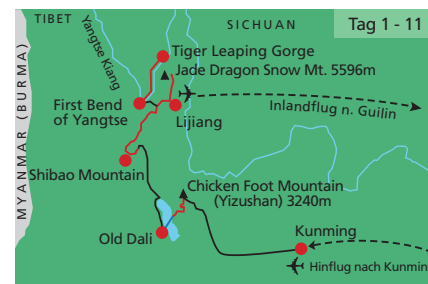 TIBET
SICHUAN
Tag 1 - 11
Yangtse Kiang
Tiger Leaping Gorge
Jade Dragon Snow Mt. 5596m
First Bend
of Yangtse
Lijiang
Inlandflug n. Guilin
MYANMAR (BURMA)
Shibao Mountain
Chicken Foot Mountain
(Yizushan) 3240m
Old Dali
Kunming
Hinflug nach Kunmin